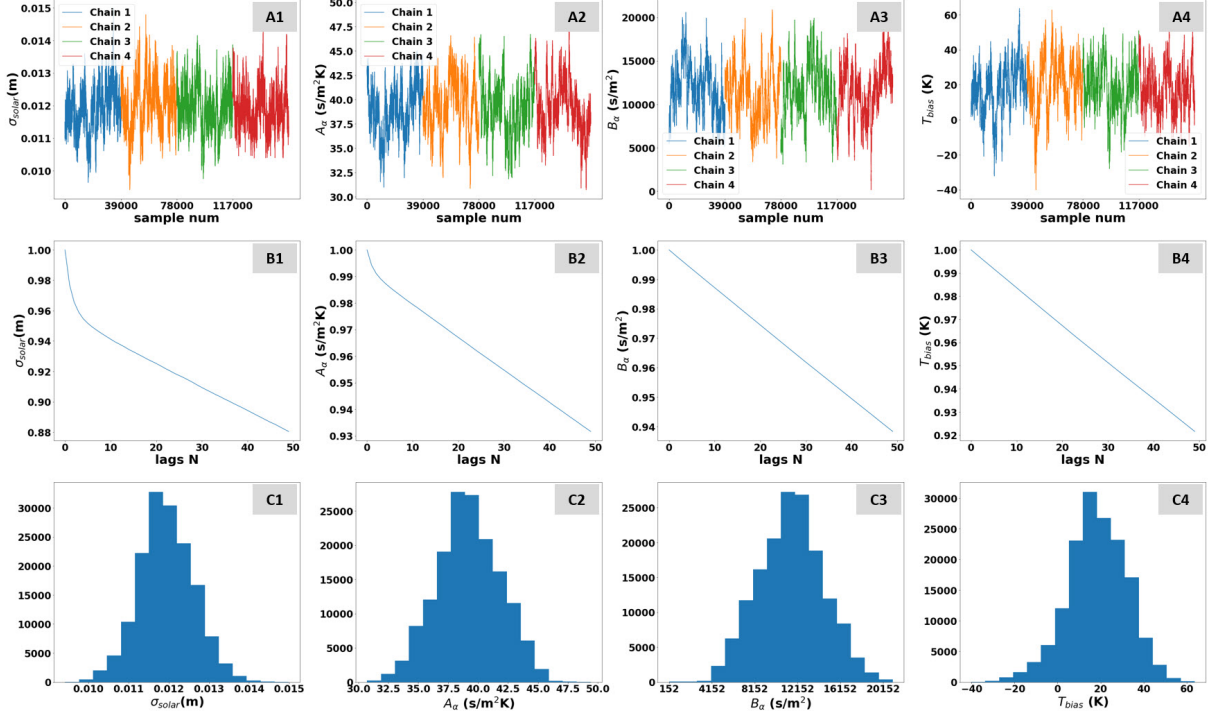 A1
0.015
0.014
0.013
0.012
0.011
0.010
σsolar(m)
Chain 1
Chain 2
Chain 3
Chain 4
0 39000 78000 117000
sample num
A2
50.0
47.5
45.0
42.5
40.0
37.5
35.0
32.5
30.0
Aα (s/m²K)
Chain 1
Chain 2
Chain 3
Chain 4
0 39000 78000 117000
sample num
A3
20000
15000
10000
5000
0
Bα (s/m²)
Chain 1
Chain 2
Chain 3
Chain 4
0 39000 78000 117000
sample num
A4
60
40
20
0
−20
−40
Tbias (K)
Chain 1
Chain 2
Chain 3
Chain 4
0 39000 78000 117000
sample num
B1
1.00
0.98
0.96
0.94
0.92
0.90
0.88
σsolar(m)
0 10 20 30 40 50
lags N
B2
1.00
0.99
0.98
0.97
0.96
0.95
0.94
0.93
Aα (s/m²K)
0 10 20 30 40 50
lags N
B3
1.00
0.99
0.98
0.97
0.96
0.95
0.94
Bα (s/m²)
0 10 20 30 40 50
lags N
B4
1.00
0.99
0.98
0.97
0.96
0.95
0.94
0.93
0.92
Tbias (K)
0 10 20 30 40 50
lags N
C1
30000
25000
20000
15000
10000
5000
0
0.010 0.011 0.012 0.013 0.014 0.015
σsolar(m)
C2
25000
20000
15000
10000
5000
0
30.0 32.5 35.0 37.5 40.0 42.5 45.0 47.5 50.0
Aα (s/m²K)
C3
25000
20000
15000
10000
5000
0
152 4152 8152 12152 16152 20152
Bα (s/m²)
C4
30000
25000
20000
15000
10000
5000
0
−40 −20 0 20 40 60
Tbias (K)